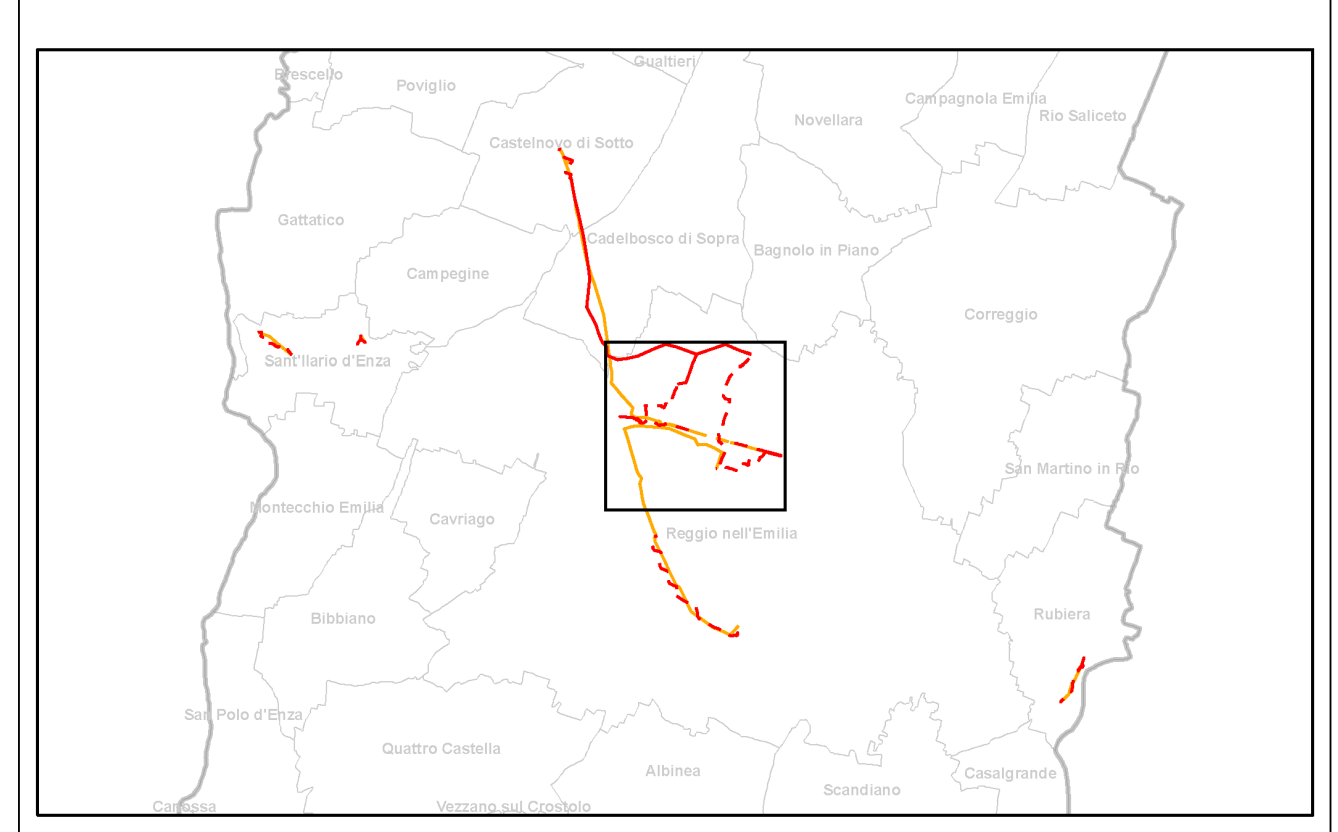 Gualtieri
Brescello
Poviglio
Campagnola Emilia
Rio Saliceto
Novellara
Castelnovo di Sotto
Gattatico
Cadelbosco di Sopra
Bagnolo in Piano
Campegine
Correggio
Sant'Ilario d'Enza
San Martino in Rio
Montecchio Emilia
Cavriago
Reggio nell'Emilia
Bibbiano
Rubiera
San Polo d'Enza
Quattro Castella
Albinea
Casalgrande
Scandiano
Canossa
Vezzano sul Crostolo